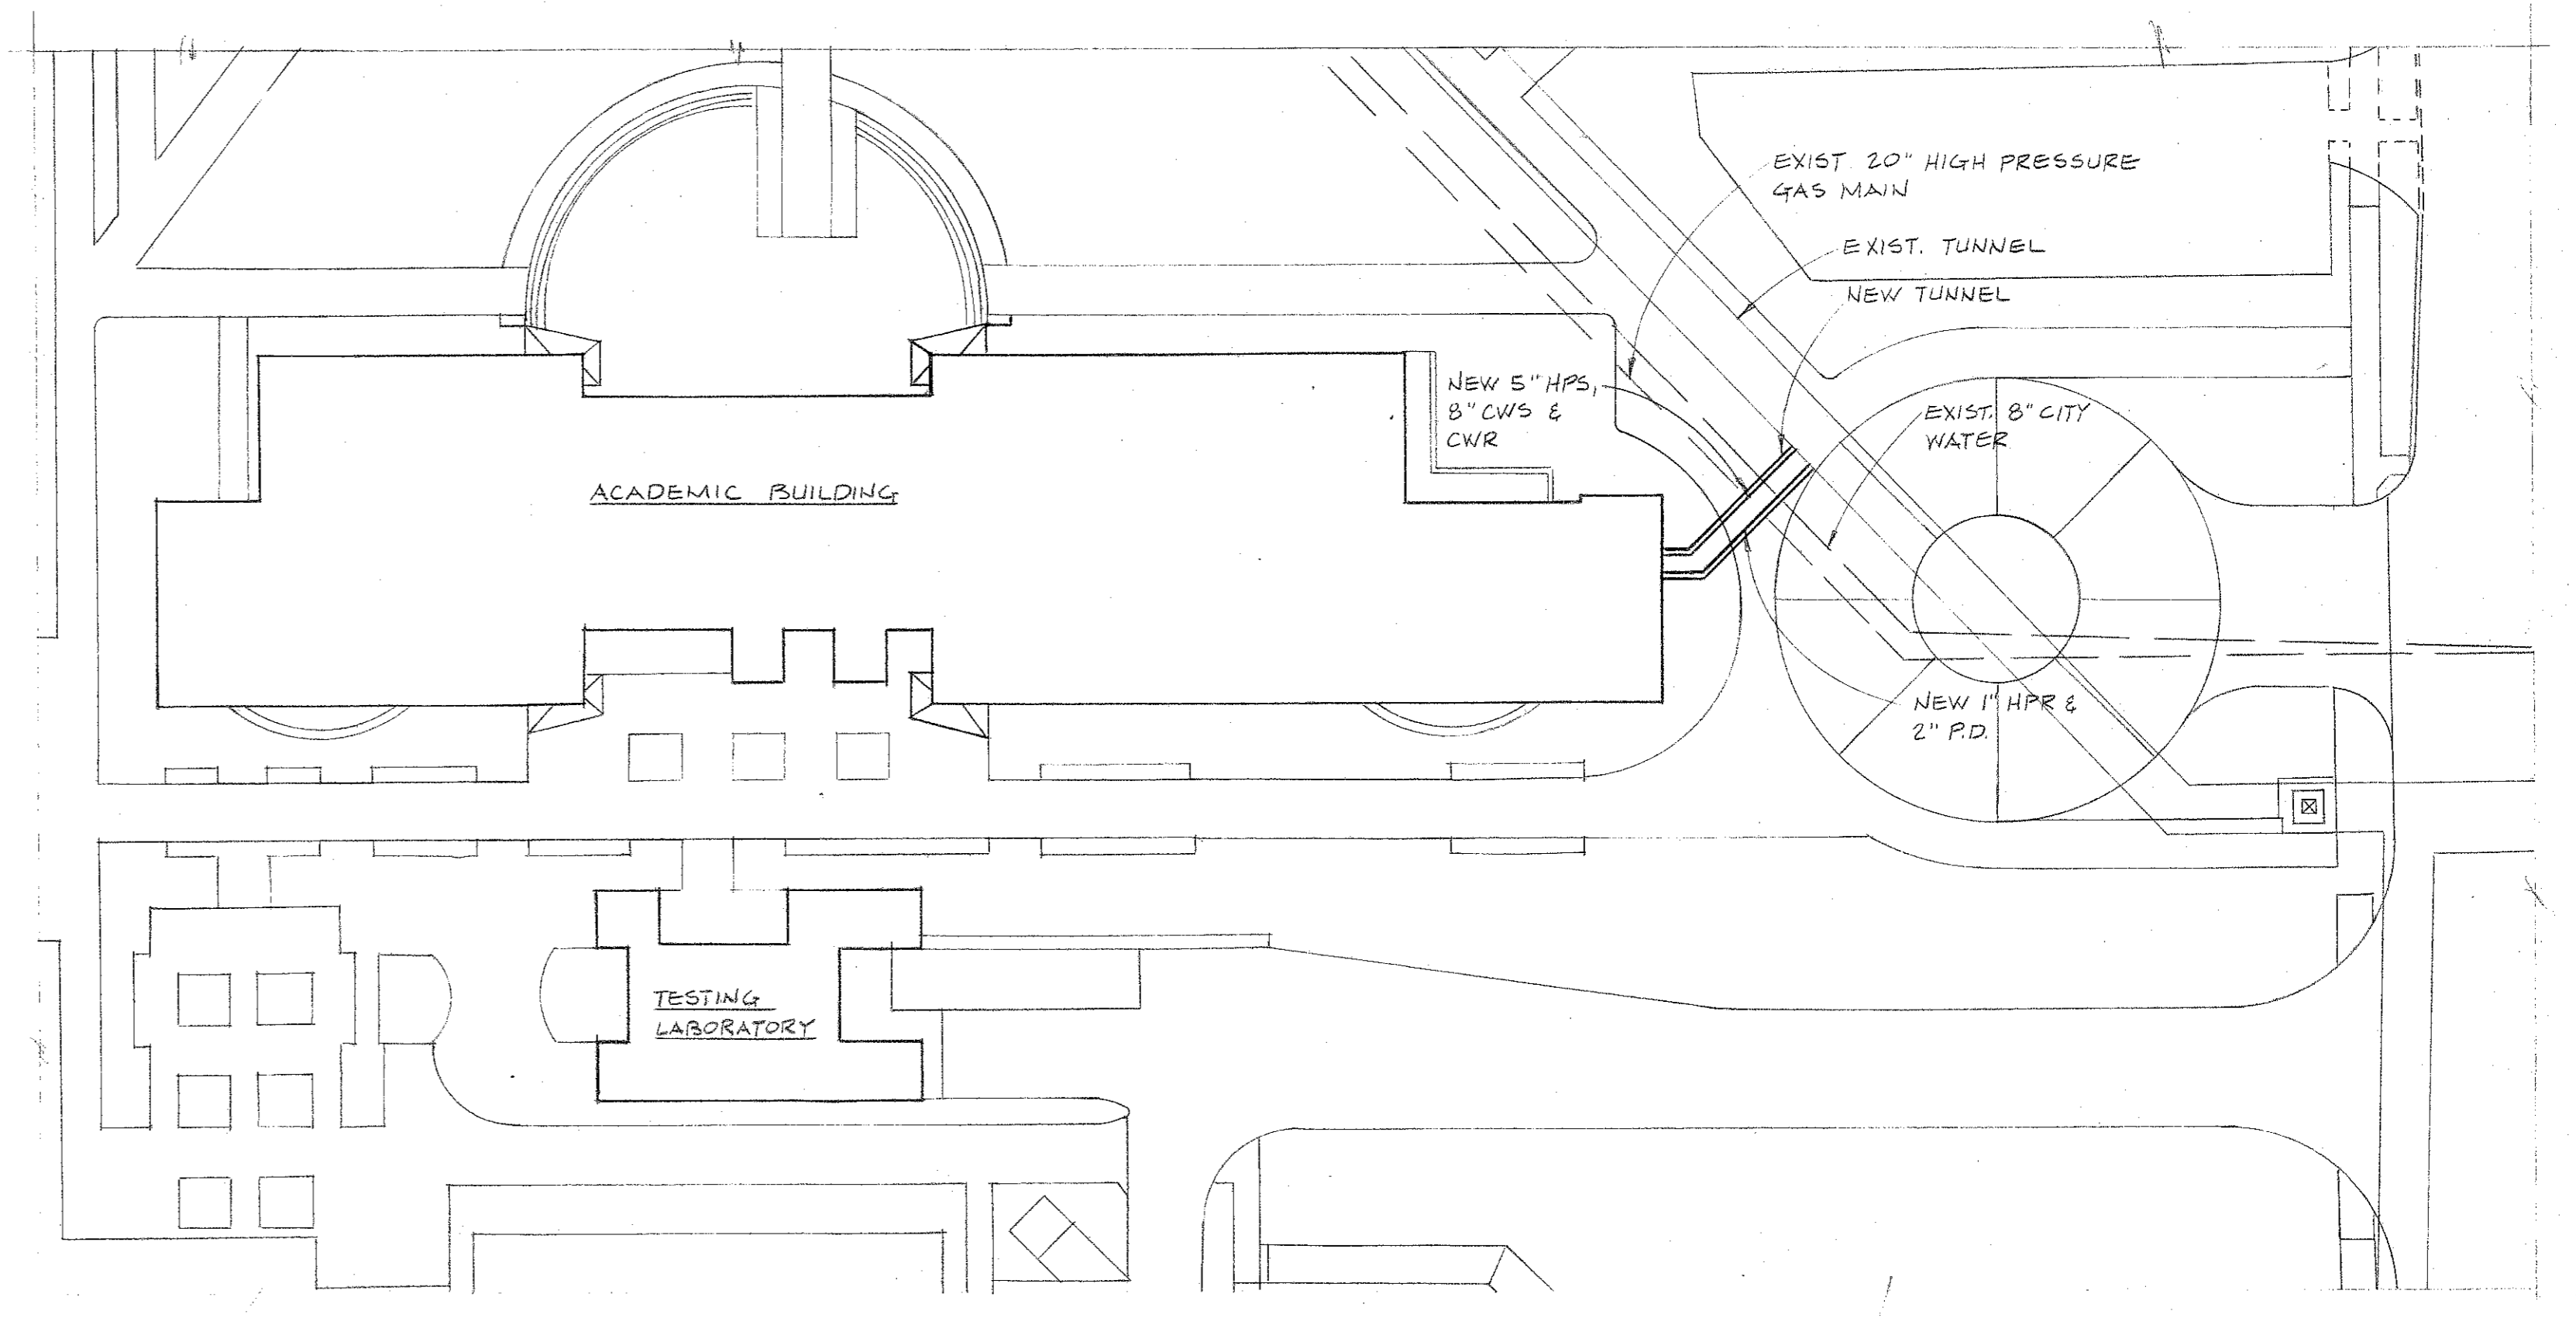 EXIST. 20" HIGH PRESSURE
GAS MAIN
EXIST. TUNNEL
NEW TUNNEL
NEW 5" HPS,
8" CWS &
CWR
EXIST. 8" CITY
WATER
ACADEMIC BUILDING
NEW 1" HPR &
2" P.D.
TESTING
LABORATORY